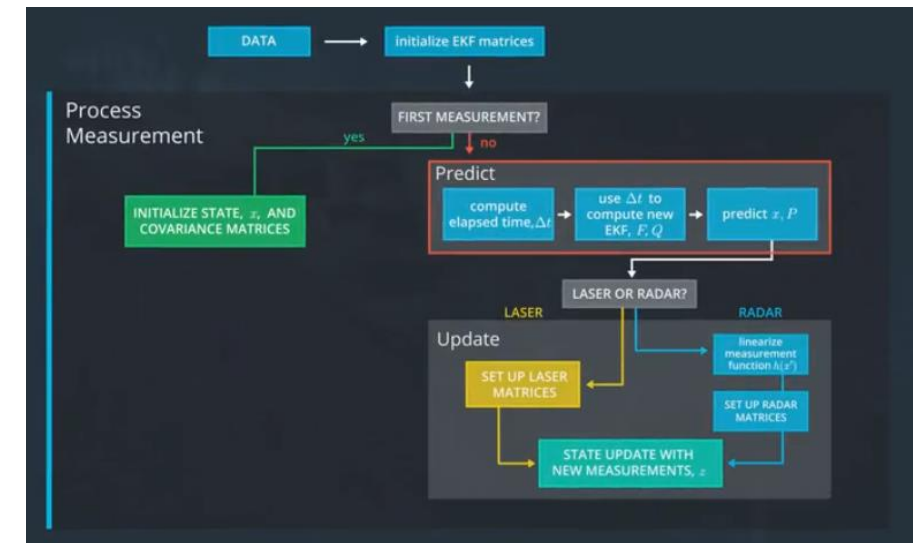 DATA
initialize EKF matrices
Process
Measurement
FIRST MEASUREMENT?
yes
no
INITIALIZE STATE, x, AND
COVARIANCE MATRICES
Predict
compute
elapsed time, Δt
use Δt to
compute new
EKF, F, Q
predict x, P
LASER OR RADAR?
LASER
RADAR
Update
SET UP LASER
MATRICES
linearize
measurement
function h(x')
SET UP RADAR
MATRICES
STATE UPDATE WITH
NEW MEASUREMENTS, z